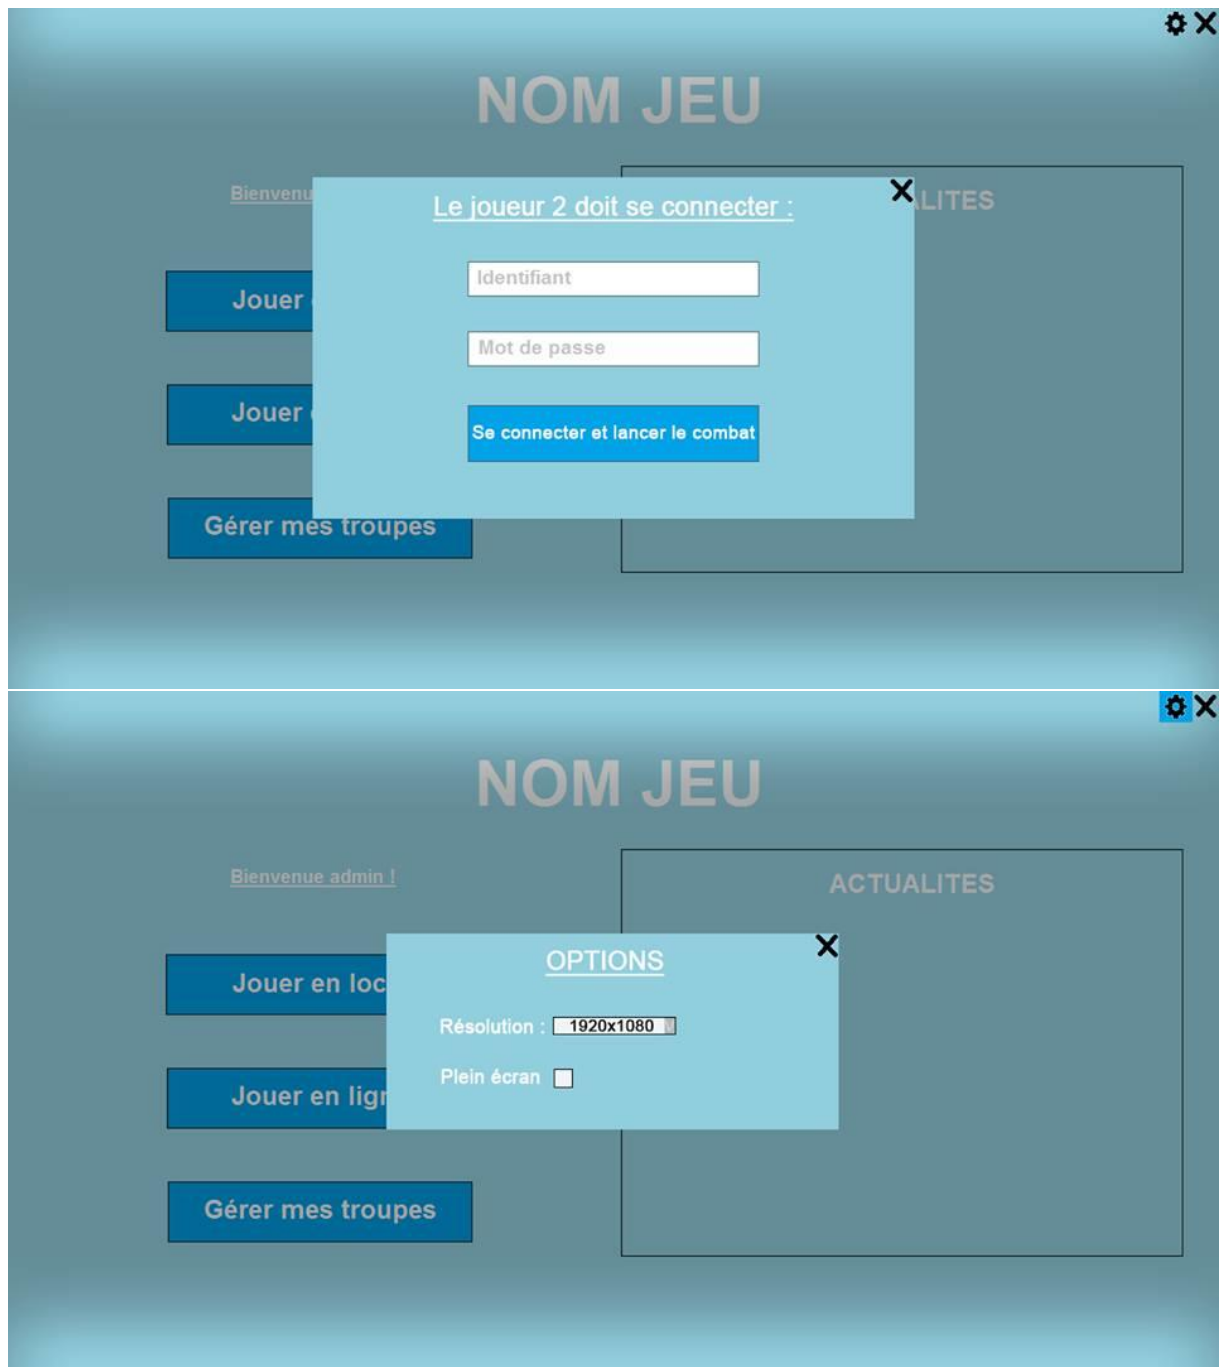 NOM JEU
Bienvenu
LITES
Le joueur 2 doit se connecter :
Identifiant
Jouer
Mot de passe
Jouer
Se connecter et lancer le combat
Gérer mes troupes
NOM JEU
Bienvenue admin !
ACTUALITES
OPTIONS
Jouer en loc
Résolution : 1920x1080
Plein écran
Jouer en lig
Gérer mes troupes